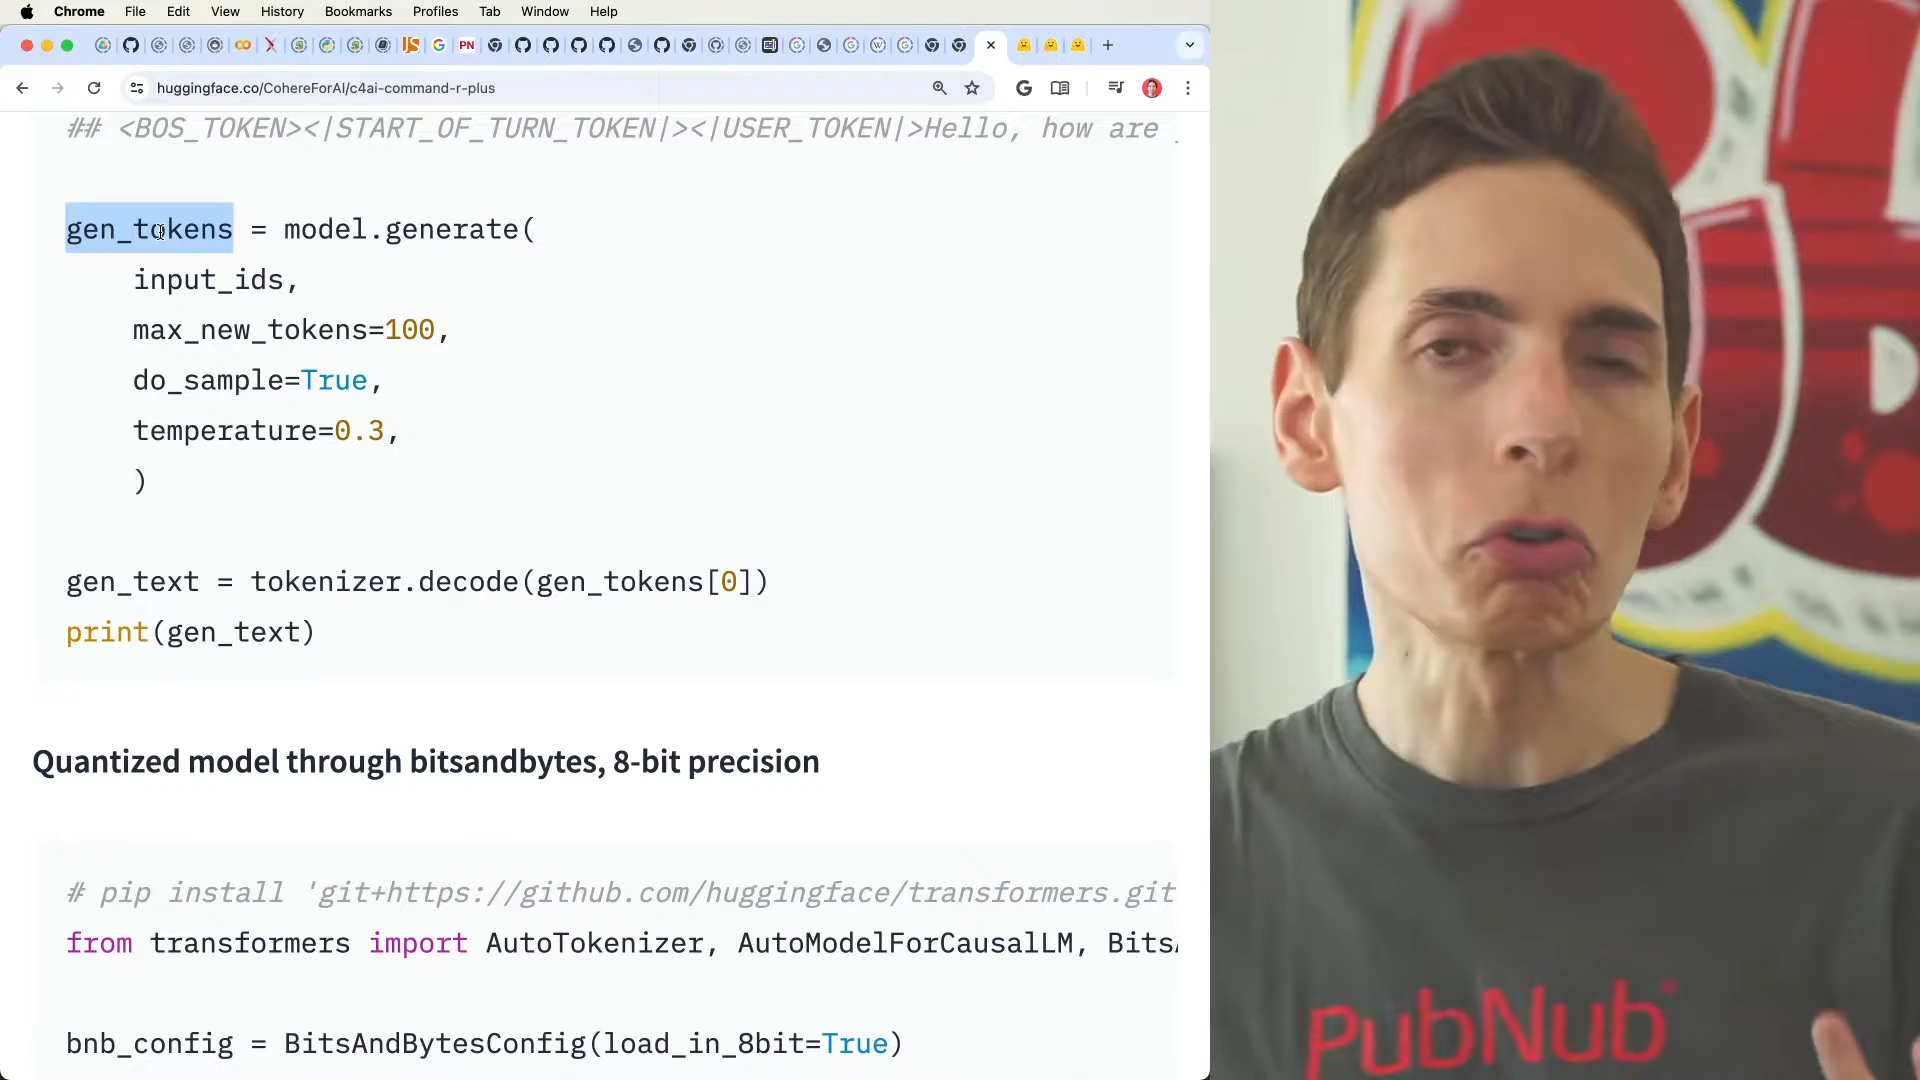 Chrome File Edit View History Bookmarks Profiles Tab Window Help
huggingface.co/CohereForAI/c4ai-command-r-plus
## <BOS_TOKEN><|START_OF_TURN_TOKEN|><|USER_TOKEN|>Hello, how are
gen_tokens = model.generate(
input_ids,
max_new_tokens=100,
do_sample=True,
temperature=0.3,
)
gen_text = tokenizer.decode(gen_tokens[0])
print(gen_text)
Quantized model through bitsandbytes, 8-bit precision
# pip install 'git+https://github.com/huggingface/transformers.git
from transformers import AutoTokenizer, AutoModelForCausalLM, Bits
bnb_config = BitsAndBytesConfig(load_in_8bit=True)
PubNub